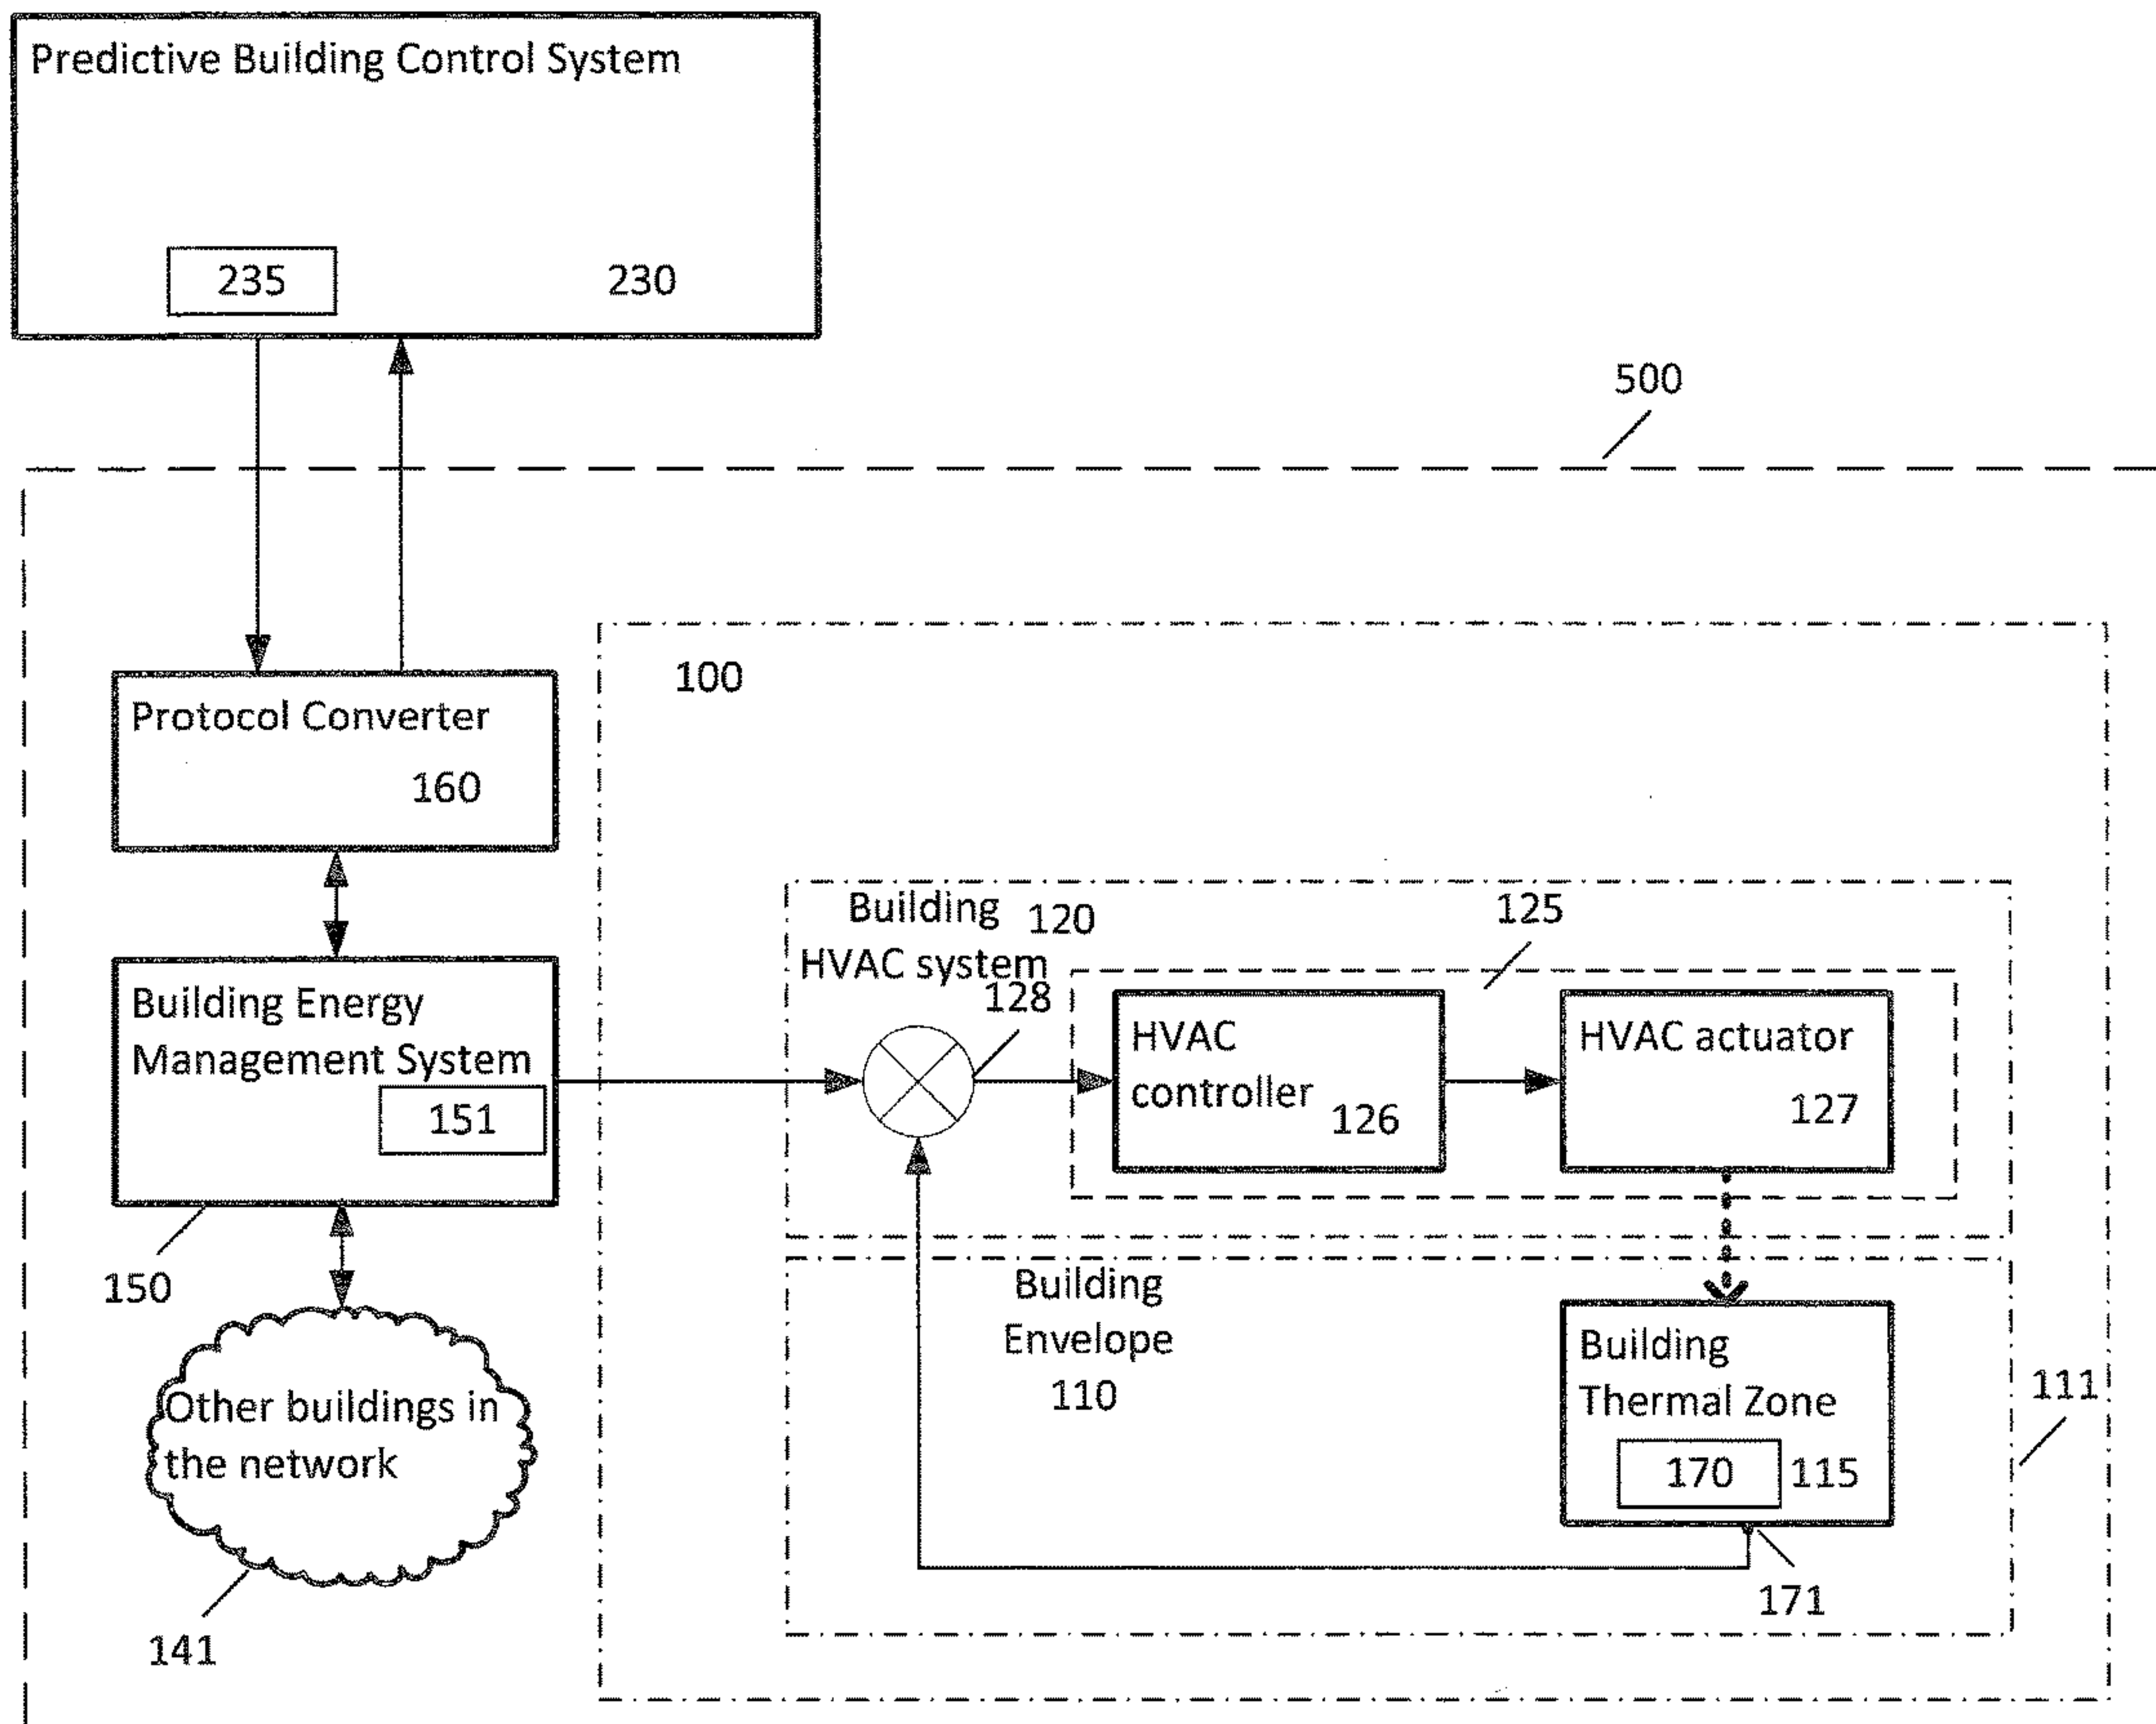 Predictive Building Control System
235
230
500
100
Protocol Converter
160
Building 120
HVAC system
128
125
Building Energy
Management System
151
HVAC
controller
126
HVAC actuator
127
150
Building
Envelope
110
Building
Thermal Zone
170
115
111
Other buildings in
the network
171
141